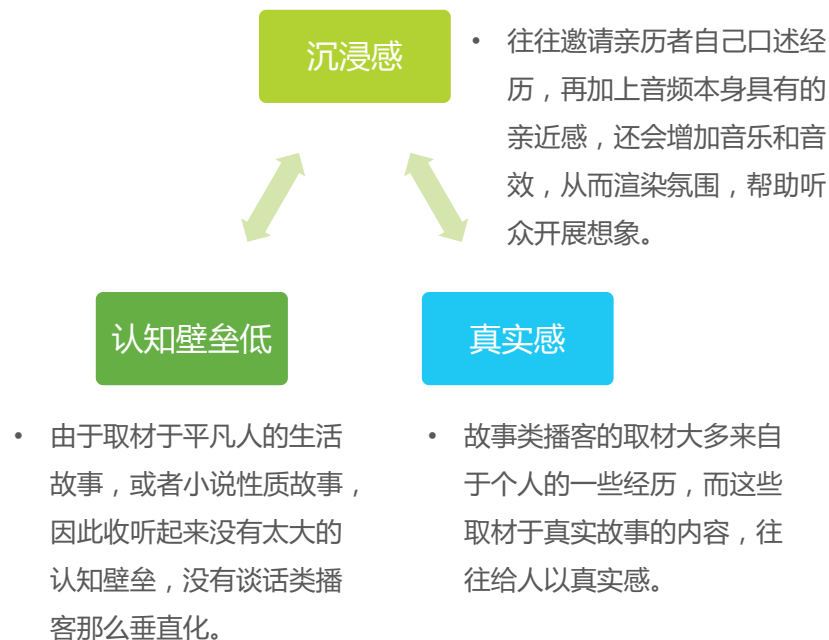 沉浸感
• 往往邀请亲历者自己口述经
历，再加上音频本身具有的
亲近感，还会增加音乐和音
效，从而渲染氛围，帮助听
众开展想象。
认知壁垒低
• 由于取材于平凡人的生活
故事，或者小说性质故事，
因此收听起来没有太大的
认知壁垒，没有谈话类播
客那么垂直化。
真实感
• 故事类播客的取材大多来自
于个人的一些经历，而这些
取材于真实故事的内容，往
往给人以真实感。